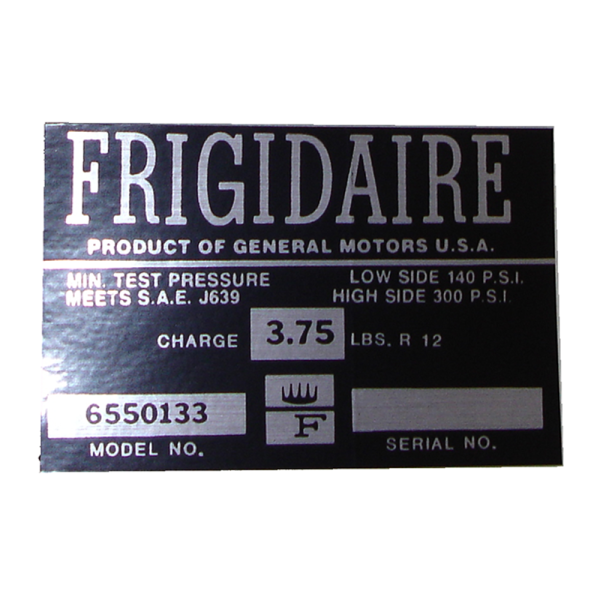 FRIGIDAIRE
PRODUCT OF GENERAL MOTORS U.S.A.
MIN. TEST PRESSURE LOW SIDE 140 P.S.I.
MEETS S.A.E. J639 HIGH SIDE 300 P.S.I.
CHARGE 3.75 LBS. R 12
6550133
F
MODEL NO. SERIAL NO.